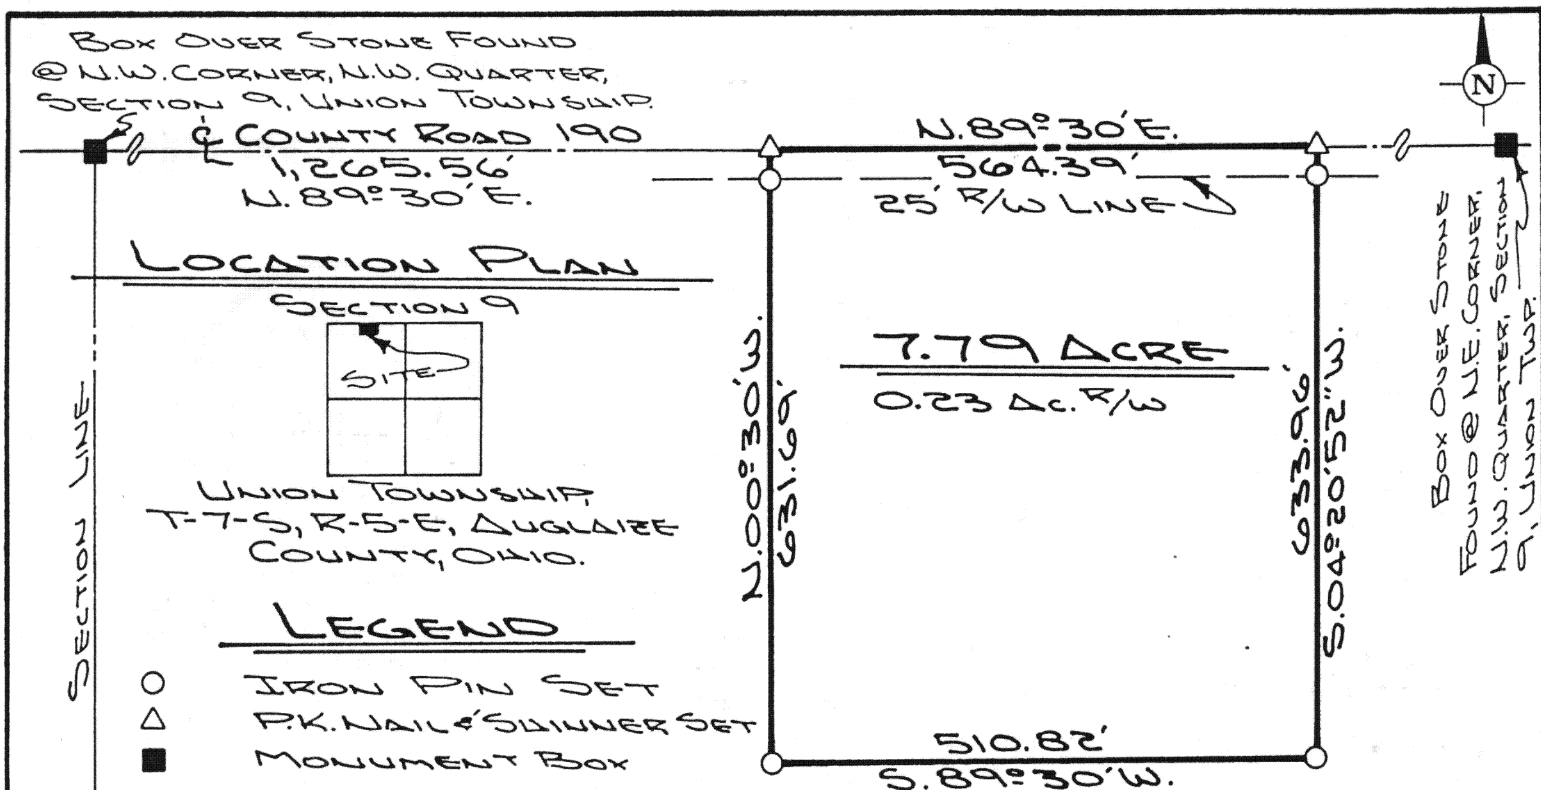 Box Over Stone Found
@ N.W. Corner, N.W. Quarter,
Section 9, Union Township.
S
℄ County Road 190
1,265.56'
N. 89° 30' E.
N. 89° 30' E.
564.39'
25' R/W Line
N
Box Over Stone
Found @ N.E. Corner,
N.W. Quarter, Section
9, Union Twp.
Location Plan
Section 9
Site
Union Township,
T-7-S, R-5-E, Auglaize
County, Ohio.
Section Line
N. 00° 30' W.
631.69'
7.79 Acre
0.23 Ac. R/W
633.96'
S. 04° 20' 52" W.
Legend
Iron Pin Set
P.K. Nail & Shinner Set
Monument Box
510.82'
S. 89° 30' W.